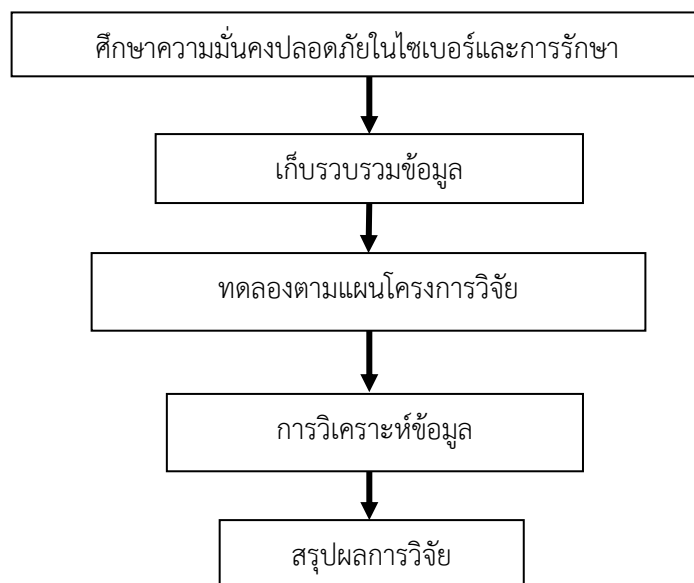 ศึกษาความมั่นคงปลอดภัยในไซเบอร์และการรักษา
เก็บรวบรวมข้อมูล
ทดลองตามแผนโครงการวิจัย
การวิเคราะห์ข้อมูล
สรุปผลการวิจัย